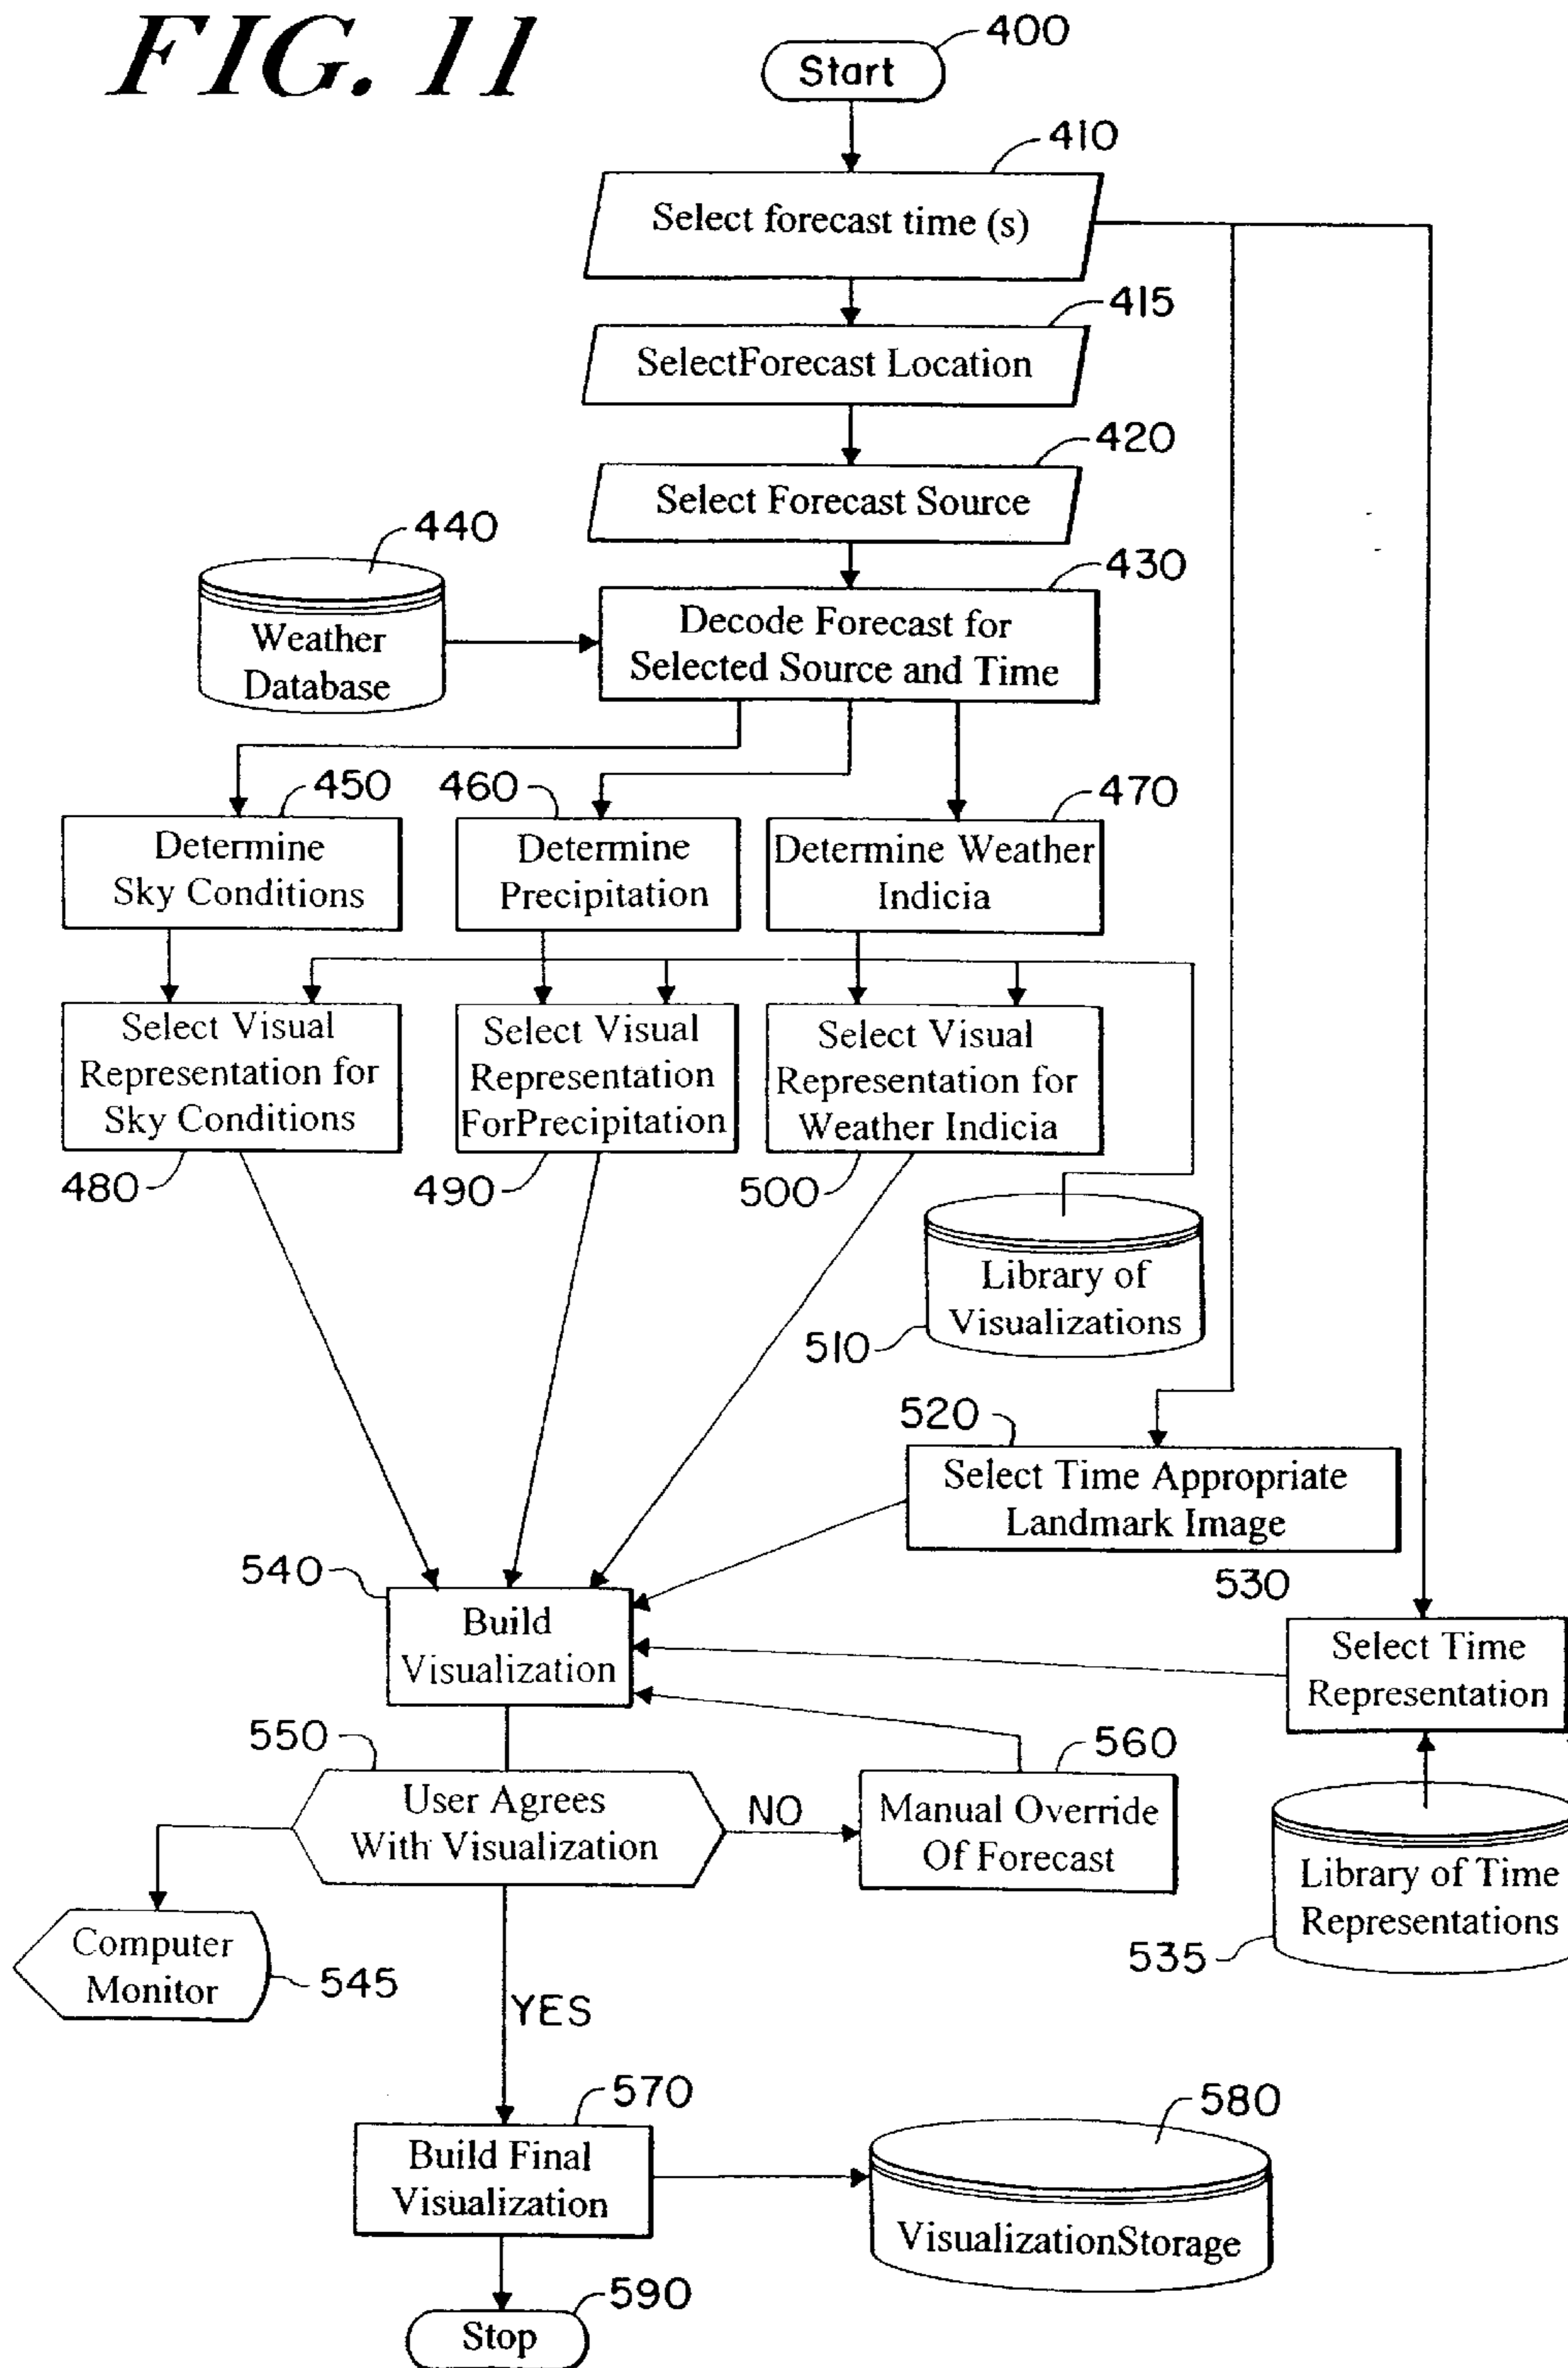 FIG. 11
400
Start
410
Select forecast time (s)
415
SelectForecast Location
420
Select Forecast Source
440
430
Weather
Database
Decode Forecast for
Selected Source and Time
450
460
470
Determine
Sky Conditions
Determine
Precipitation
Determine Weather
Indicia
Select Visual
Representation for
Sky Conditions
Select Visual
Representation
ForPrecipitation
Select Visual
Representation for
Weather Indicia
480
490
500
Library of
Visualizations
510
520
Select Time Appropriate
Landmark Image
530
540
Build
Visualization
Select Time
Representation
550
User Agrees
With Visualization
NO
560
Manual Override
Of Forecast
Library of Time
Representations
535
Computer
Monitor
545
YES
570
Build Final
Visualization
580
VisualizationStorage
590
Stop